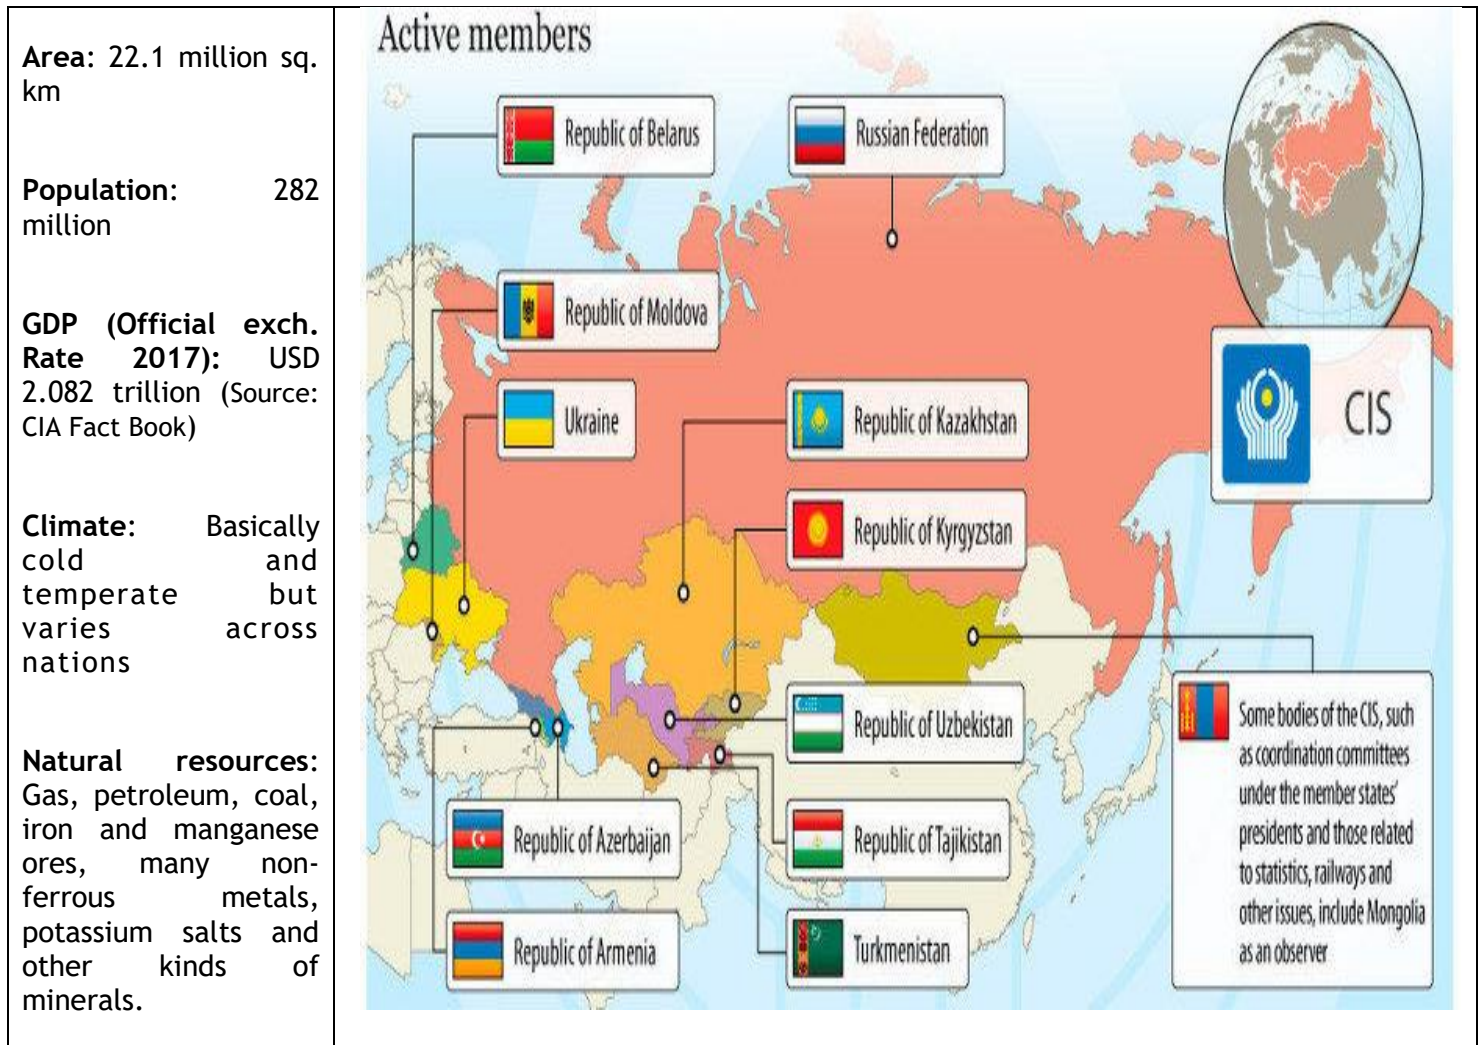 Area: 22.1 million sq.
km
Population: 282
million
GDP (Official exch.
Rate 2017): USD
2.082 trillion (Source:
CIA Fact Book)
Climate: Basically
cold and
temperate but
varies across
nations
Natural resources:
Gas, petroleum, coal,
iron and manganese
ores, many non-
ferrous metals,
potassium salts and
other kinds of
minerals.
Active members
Republic of Belarus
Russian Federation
Republic of Moldova
Ukraine
Republic of Kazakhstan
CIS
Republic of Kyrgyzstan
Republic of Uzbekistan
Republic of Azerbaijan
Republic of Tajikistan
Republic of Armenia
Turkmenistan
Some bodies of the CIS, such
as coordination committees
under the member states'
presidents and those related
to statistics, railways and
other issues, include Mongolia
as an observer